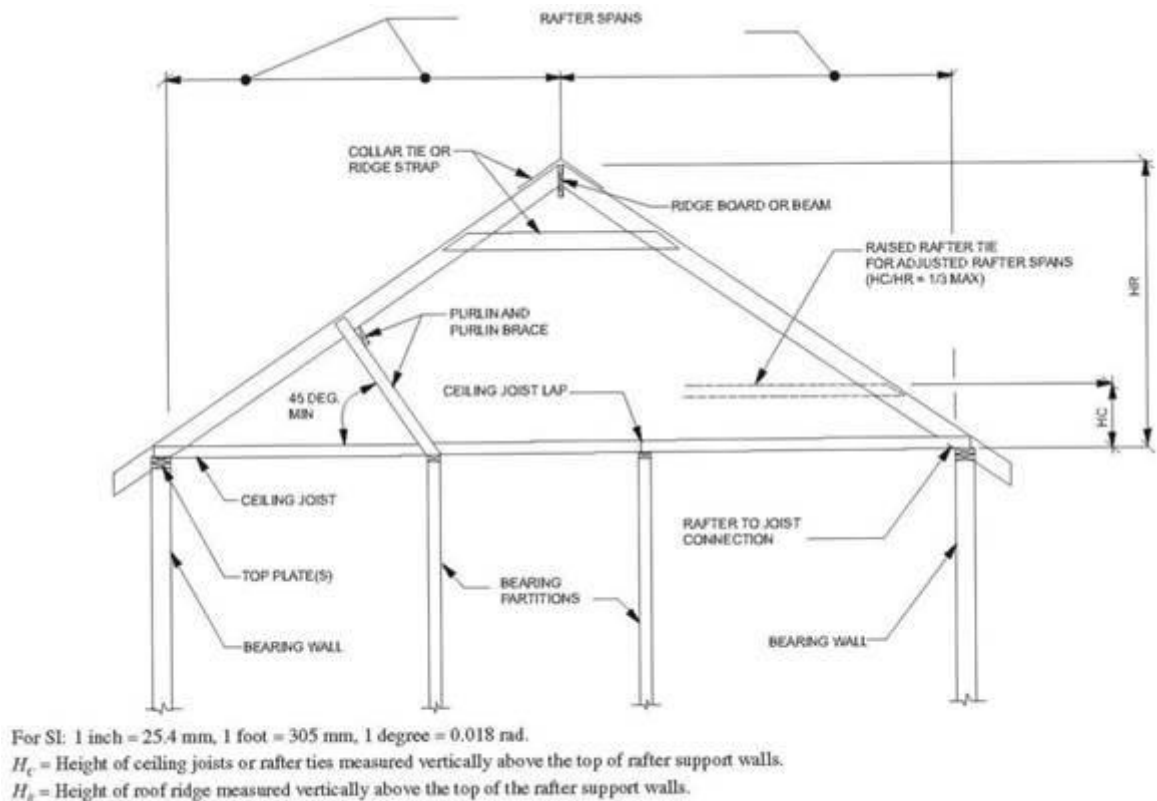 RAFTER SPANS
COLLAR TIE OR
RIDGE STRAP
RIDGE BOARD OR BEAM
RAISED RAFTER TIE
FOR ADJUSTED RAFTER SPANS
(HC/HR = 1/3 MAX)
HR
PURLIN AND
PURLIN BRACE
45 DEG.
MIN
CEILING JOIST LAP
HC
CEILING JOIST
RAFTER TO JOIST
CONNECTION
TOP PLATE(S)
BEARING
PARTITIONS
BEARING WALL
BEARING WALL
For SI: 1 inch = 25.4 mm, 1 foot = 305 mm, 1 degree = 0.018 rad.
HC = Height of ceiling joists or rafter ties measured vertically above the top of rafter support walls.
HR = Height of roof ridge measured vertically above the top of the rafter support walls.